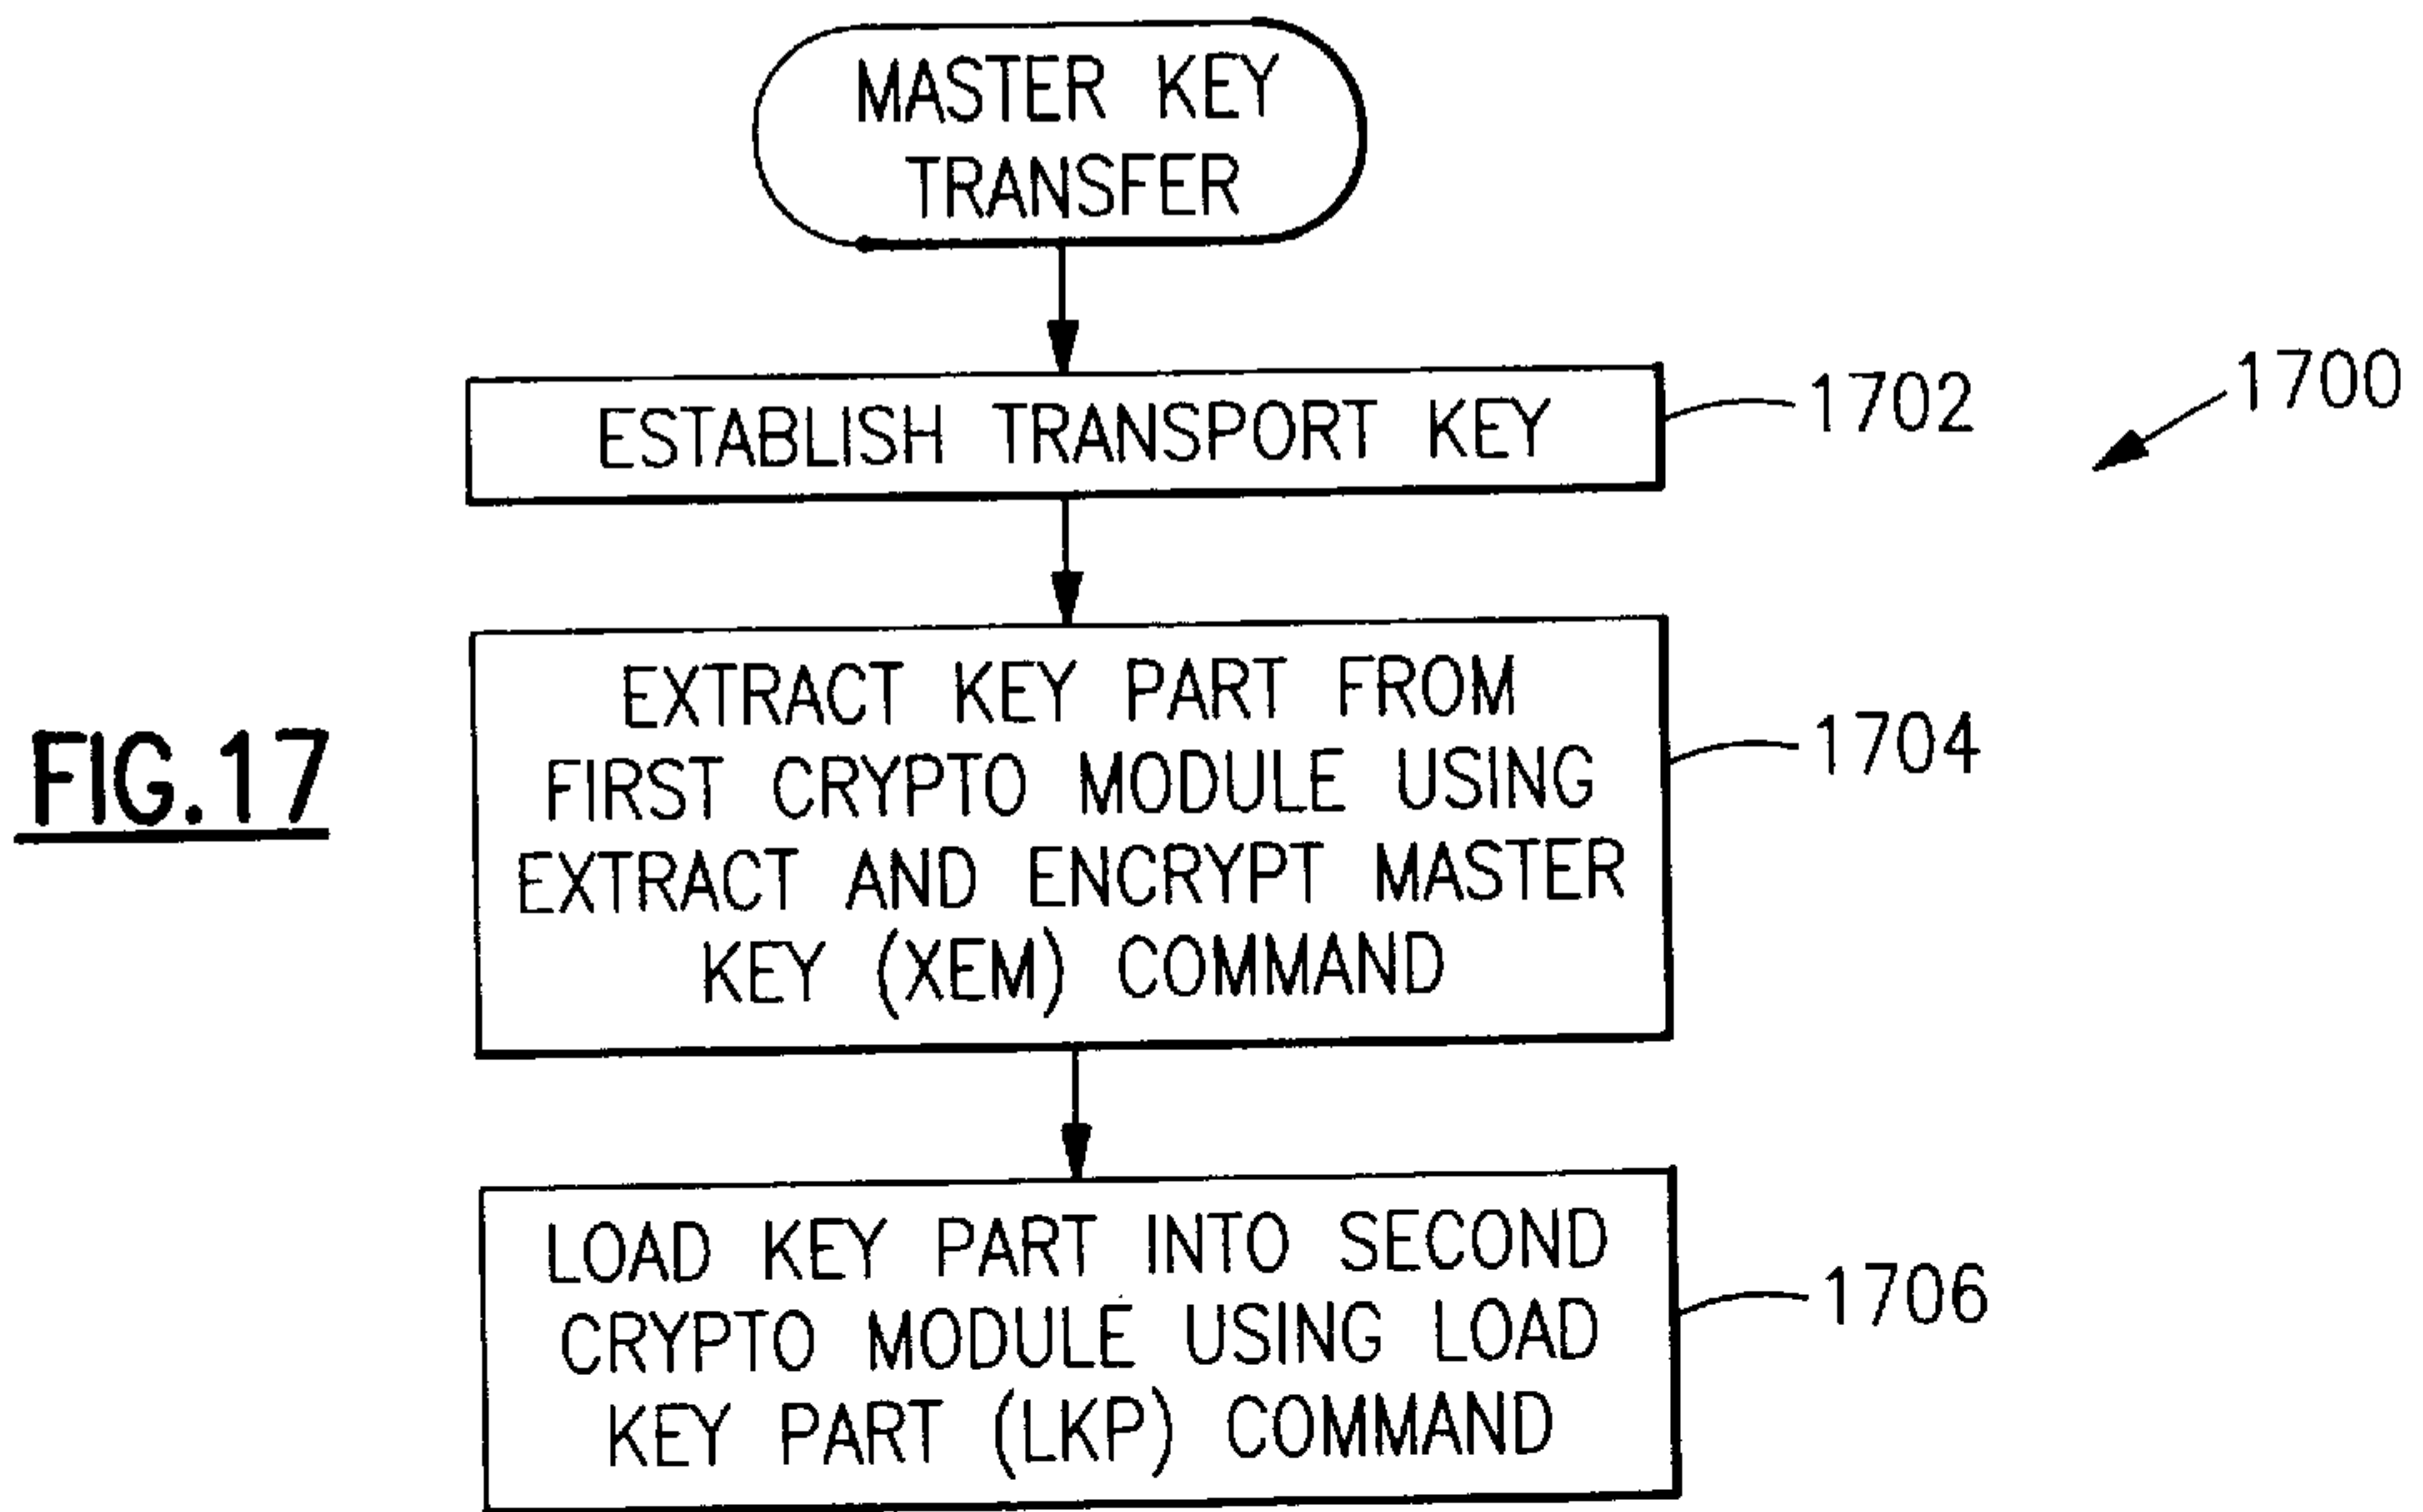 MASTER KEY
TRANSFER
ESTABLISH TRANSPORT KEY
1702
1700
EXTRACT KEY PART FROM
FIRST CRYPTO MODULE USING
EXTRACT AND ENCRYPT MASTER
KEY (XEM) COMMAND
1704
FIG.17
LOAD KEY PART INTO SECOND
CRYPTO MODULE USING LOAD
KEY PART (LKP) COMMAND
1706